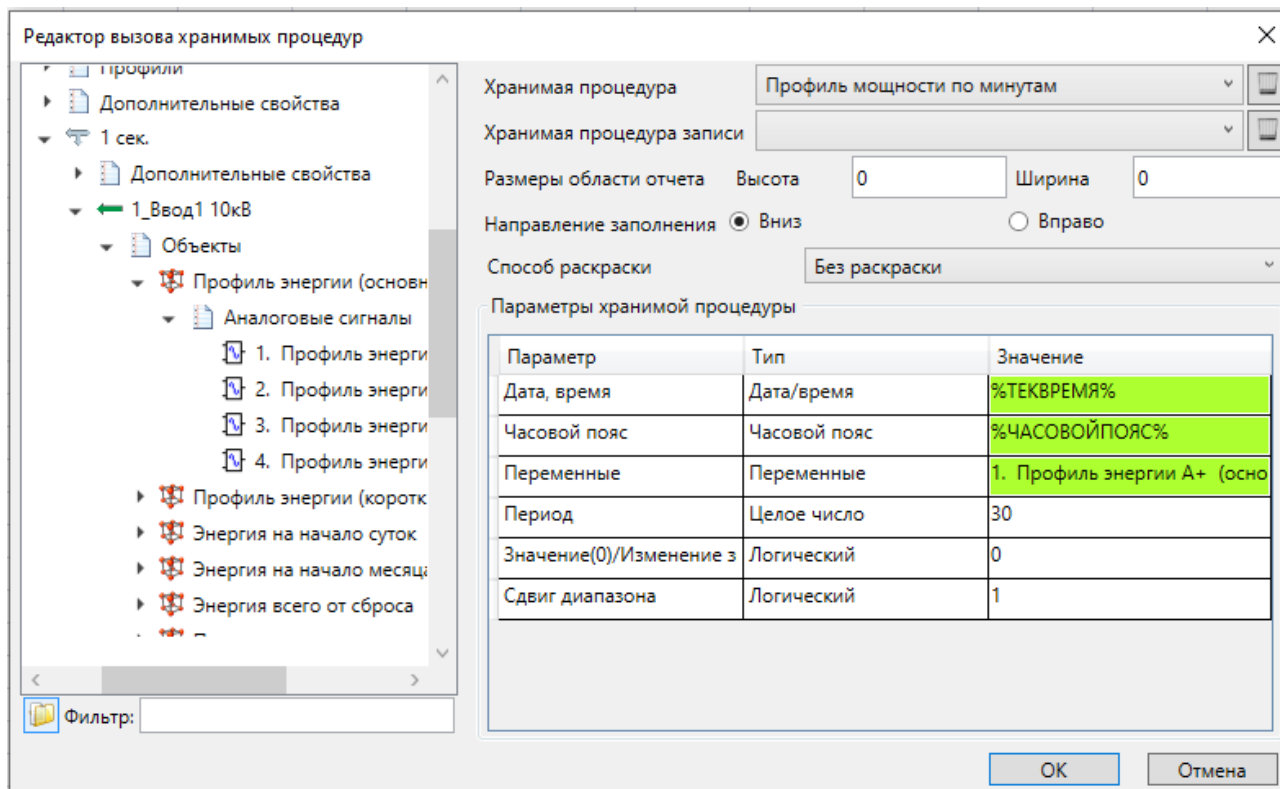 Редактор вызова хранимых процедур
Профили
Дополнительные свойства
1 сек.
Дополнительные свойства
1_Ввод1 10кВ
Объекты
Профиль энергии (основн
Аналоговые сигналы
1. Профиль энерги
2. Профиль энерги
3. Профиль энерги
4. Профиль энерги
Профиль энергии (коротк
Энергия на начало суток
Энергия на начало месяца
Энергия всего от сброса
Фильтр:
Хранимая процедура Профиль мощности по минутам
Хранимая процедура записи
Размеры области отчета Высота 0 Ширина 0
Направление заполнения Вниз Вправо
Способ раскраски Без раскраски
Параметры хранимой процедуры
Параметр Тип Значение
Дата, время Дата/время %ТЕКВРЕМЯ%
Часовой пояс Часовой пояс %ЧАСОВОЙПОЯС%
Переменные Переменные 1. Профиль энергии А+ (осно
Период Целое число 30
Значение(0)/Изменение з Логический 0
Сдвиг диапазона Логический 1
ОК Отмена